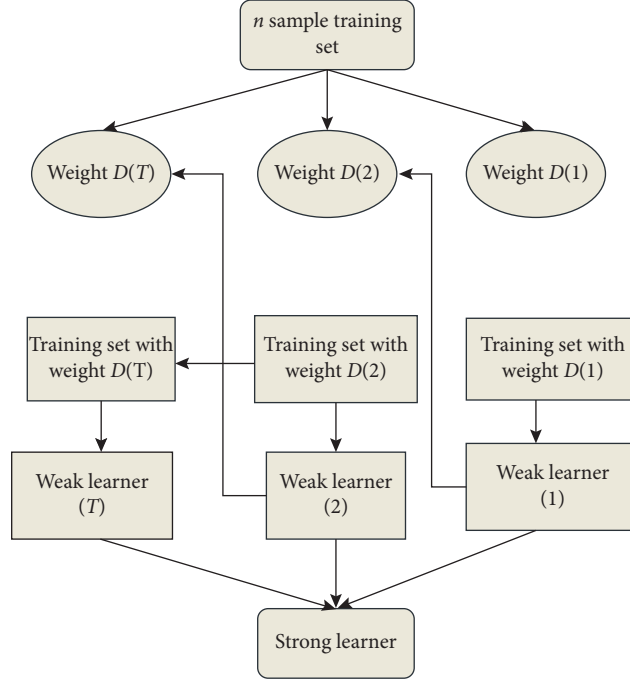 n sample training
set
Weight D(T)
Weight D(2)
Weight D(1)
Training set with
weight D(T)
Training set with
weight D(2)
Training set with
weight D(1)
Weak learner
(T)
Weak learner
(2)
Weak learner
(1)
Strong learner